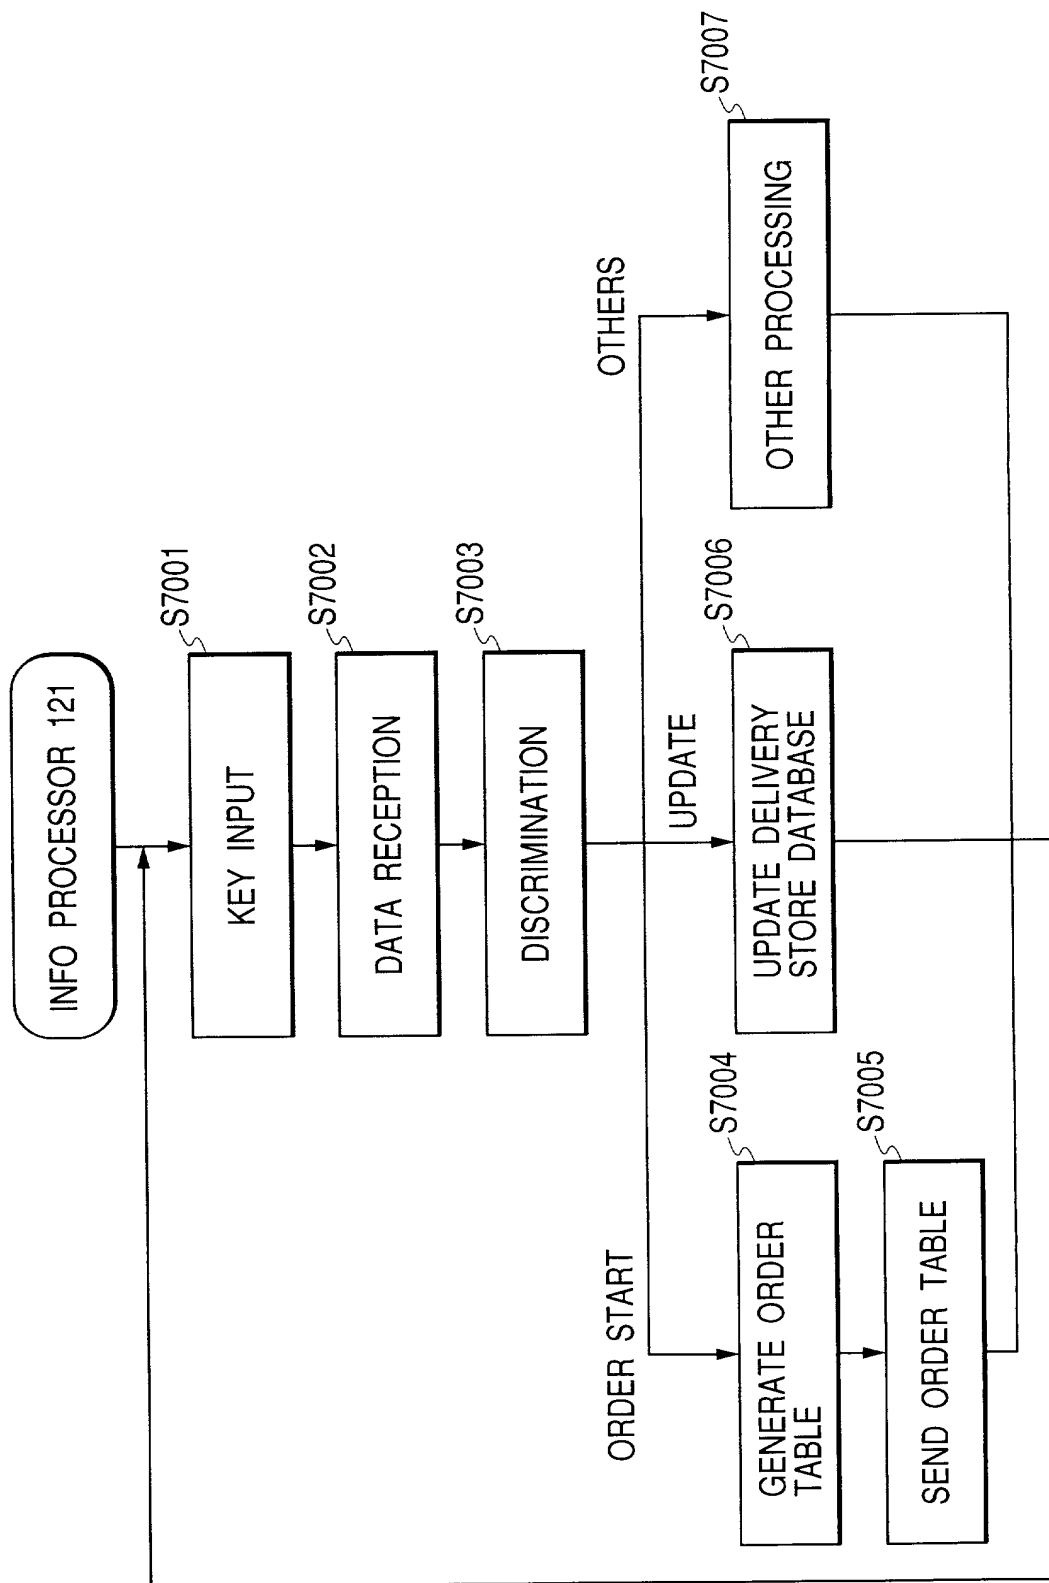 INFO PROCESSOR 121
S7001
KEY INPUT
S7002
DATA RECEPTION
S7003
DISCRIMINATION
ORDER START
UPDATE
OTHERS
S7004
GENERATE ORDER
TABLE
S7005
SEND ORDER TABLE
S7006
UPDATE DELIVERY
STORE DATABASE
S7007
OTHER PROCESSING